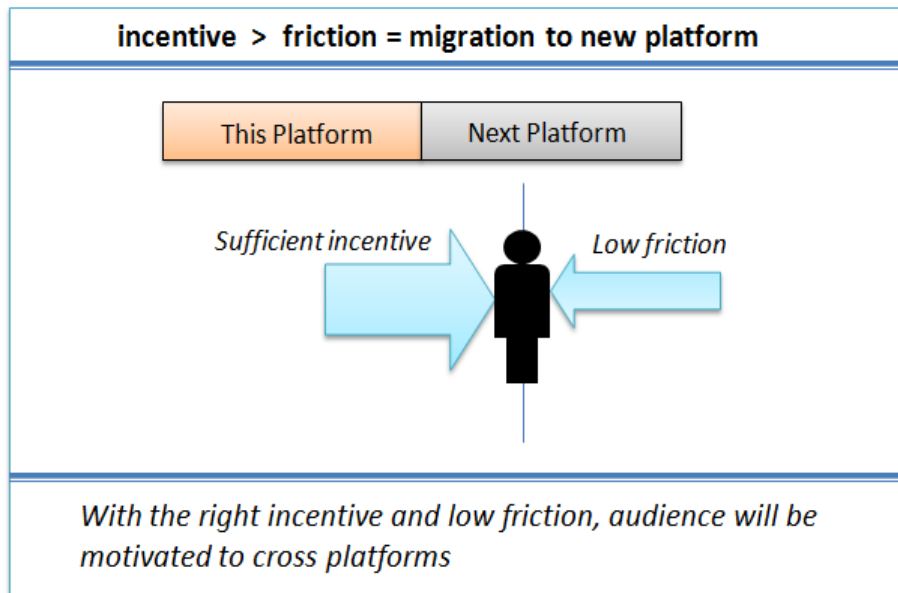 incentive > friction = migration to new platform
This Platform
Next Platform
Sufficient incentive
Low friction
With the right incentive and low friction, audience will be
motivated to cross platforms